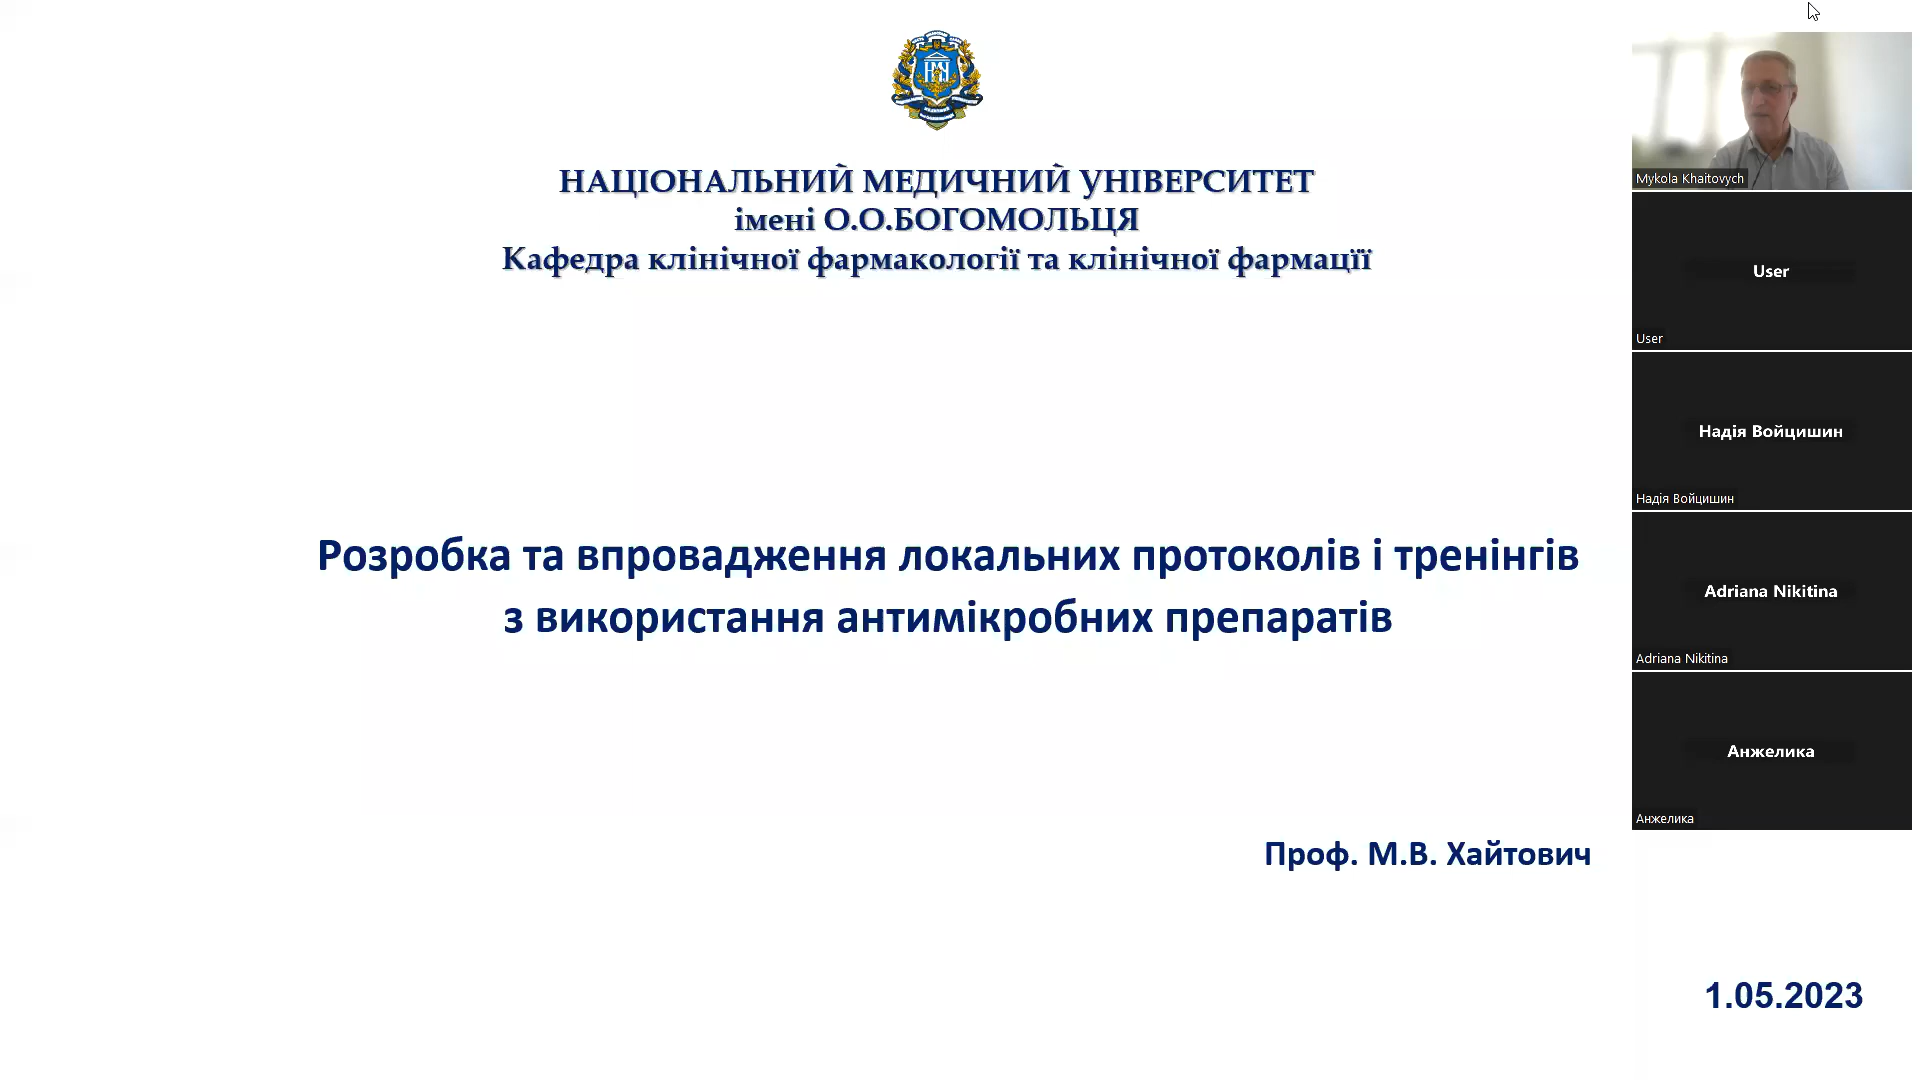 НАЦІОНАЛЬНИЙ МЕДИЧНИЙ УНІВЕРСИТЕТ
імені О.О.БОГОМОЛЬЦЯ
Кафедра клінічної фармакології та клінічної фармації
Розробка та впровадження локальних протоколів і тренінгів
з використання антимікробних препаратів
Проф. М.В. Хайтович
1.05.2023
Mykola Khaitovych
User
User
Надія Войцишин
Надія Войцишин
Adriana Nikitina
Adriana Nikitina
Анжелика
Анжелика